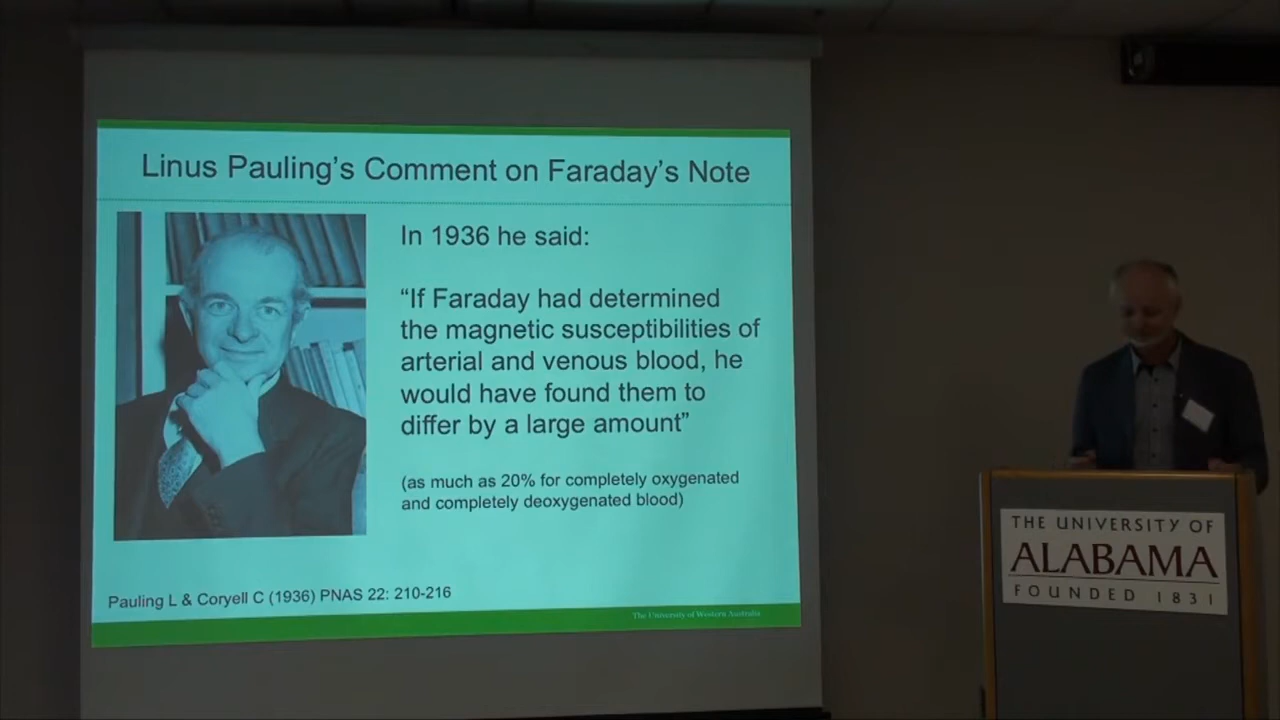 Linus Pauling's Comment on Faraday's Note
In 1936 he said:
“If Faraday had determined
the magnetic susceptibilities of
arterial and venous blood, he
would have found them to
differ by a large amount”
(as much as 20% for completely oxygenated
and completely deoxygenated blood)
Pauling L & Coryell C (1936) PNAS 22: 210-216
The University of Western Australia
THE UNIVERSITY OF
ALABAMA
FOUNDED 1831